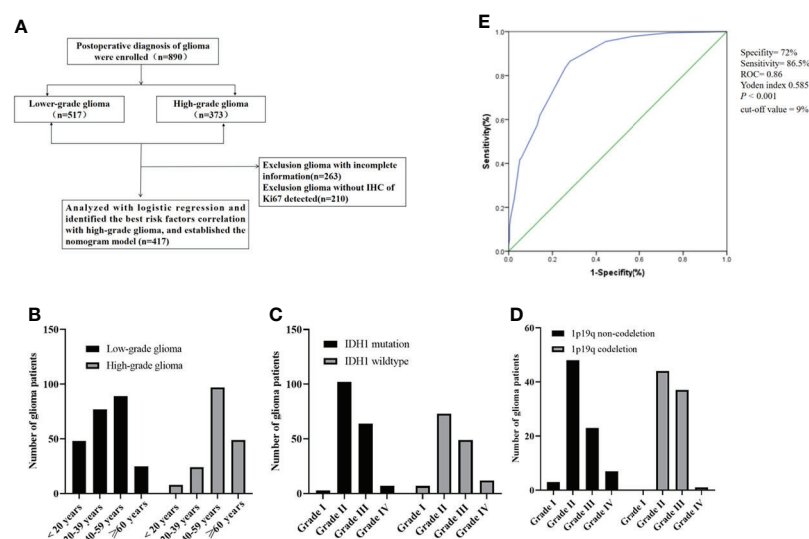 A
Postoperative diagnosis of glioma
were enrolled (n=890)
Lower-grade glioma
(n=517)
High-grade glioma
(n=373)
Exclusion glioma with incomplete
information(n=263)
Exclusion glioma without IHC of
Ki67 detected(n=210)
Analyzed with logistic regression and
identified the best risk factors correlation
with high-grade glioma, and established the
nomogram model (n=417)
E
1.0
0.8
0.6
0.4
0.2
0.0
Sensitivity(%)
0.0 0.2 0.4 0.6 0.8 1.0
1-Specifity(%)
Specifity= 72%
Sensitivity= 86.5%
ROC= 0.86
Yoden index 0.585
P < 0.001
cut-off value = 9%
B
150
100
50
0
Number of glioma patients
Low-grade glioma
High-grade glioma
< 20 years
20-39 years
40-59 years
≥60 years
< 20 years
20-39 years
40-59 years
≥60 years
C
150
100
50
0
Number of glioma patients
IDH1 mutation
IDH1 wildtype
Grade I
Grade II
Grade III
Grade IV
Grade I
Grade II
Grade III
Grade IV
D
60
40
20
0
Number of glioma patients
1p19q non-codeletion
1p19q codeletion
Grade I
Grade II
Grade III
Grade IV
Grade I
Grade II
Grade III
Grade IV